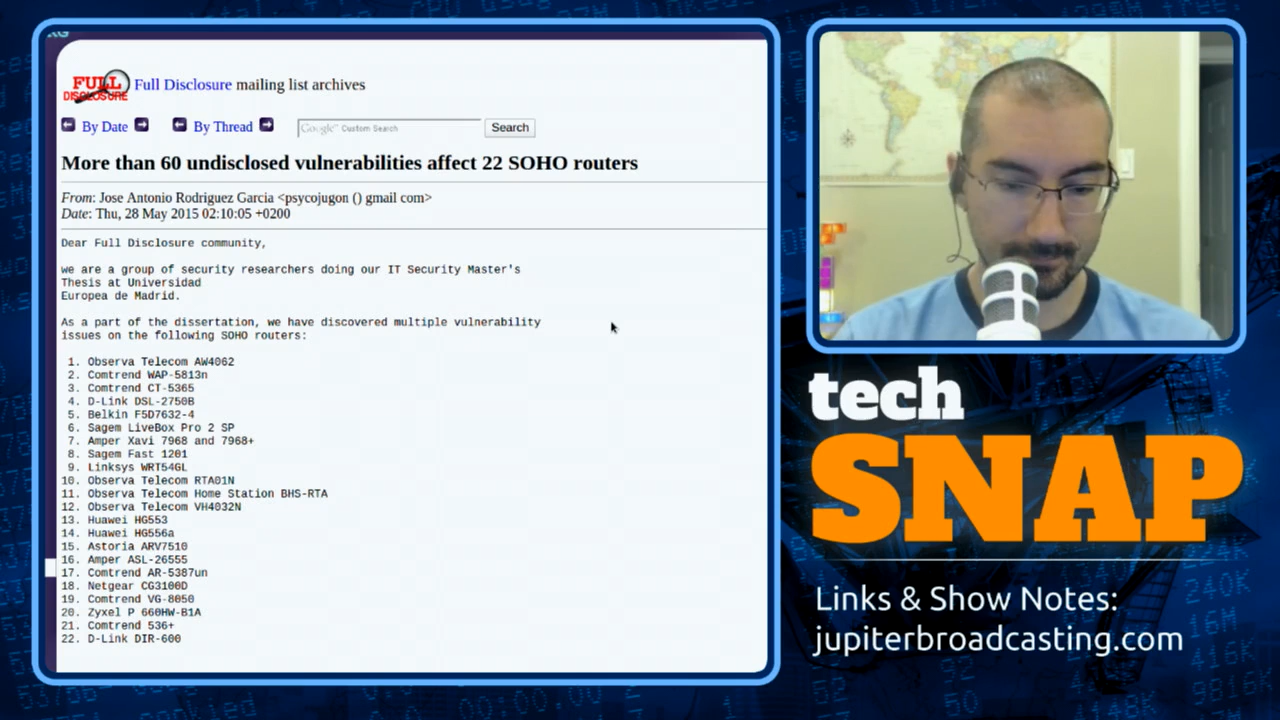 FULL
DISCLOSURE
Full Disclosure mailing list archives
By Date
By Thread
Google™ Custom Search
Search
More than 60 undisclosed vulnerabilities affect 22 SOHO routers
From: Jose Antonio Rodriguez Garcia <psycojugon () gmail com>
Date: Thu, 28 May 2015 02:10:05 +0200
Dear Full Disclosure community,
we are a group of security researchers doing our IT Security Master's
Thesis at Universidad
Europea de Madrid.
As a part of the dissertation, we have discovered multiple vulnerability
issues on the following SOHO routers:
1. Observa Telecom AW4062
2. Comtrend WAP-5813n
3. Comtrend CT-5365
4. D-Link DSL-2750B
5. Belkin F5D7632-4
6. Sagem LiveBox Pro 2 SP
7. Amper Xavi 7968 and 7968+
8. Sagem Fast 1201
9. Linksys WRT54GL
10. Observa Telecom RTA01N
11. Observa Telecom Home Station BHS-RTA
12. Observa Telecom VH4032N
13. Huawei HG553
14. Huawei HG556a
15. Astoria ARV7510
16. Amper ASL-26555
17. Comtrend AR-5387un
18. Netgear CG3100D
19. Comtrend VG-8050
20. Zyxel P 660HW-B1A
21. Comtrend 536+
22. D-Link DIR-600
tech
SNAP
Links & Show Notes:
jupiterbroadcasting.com